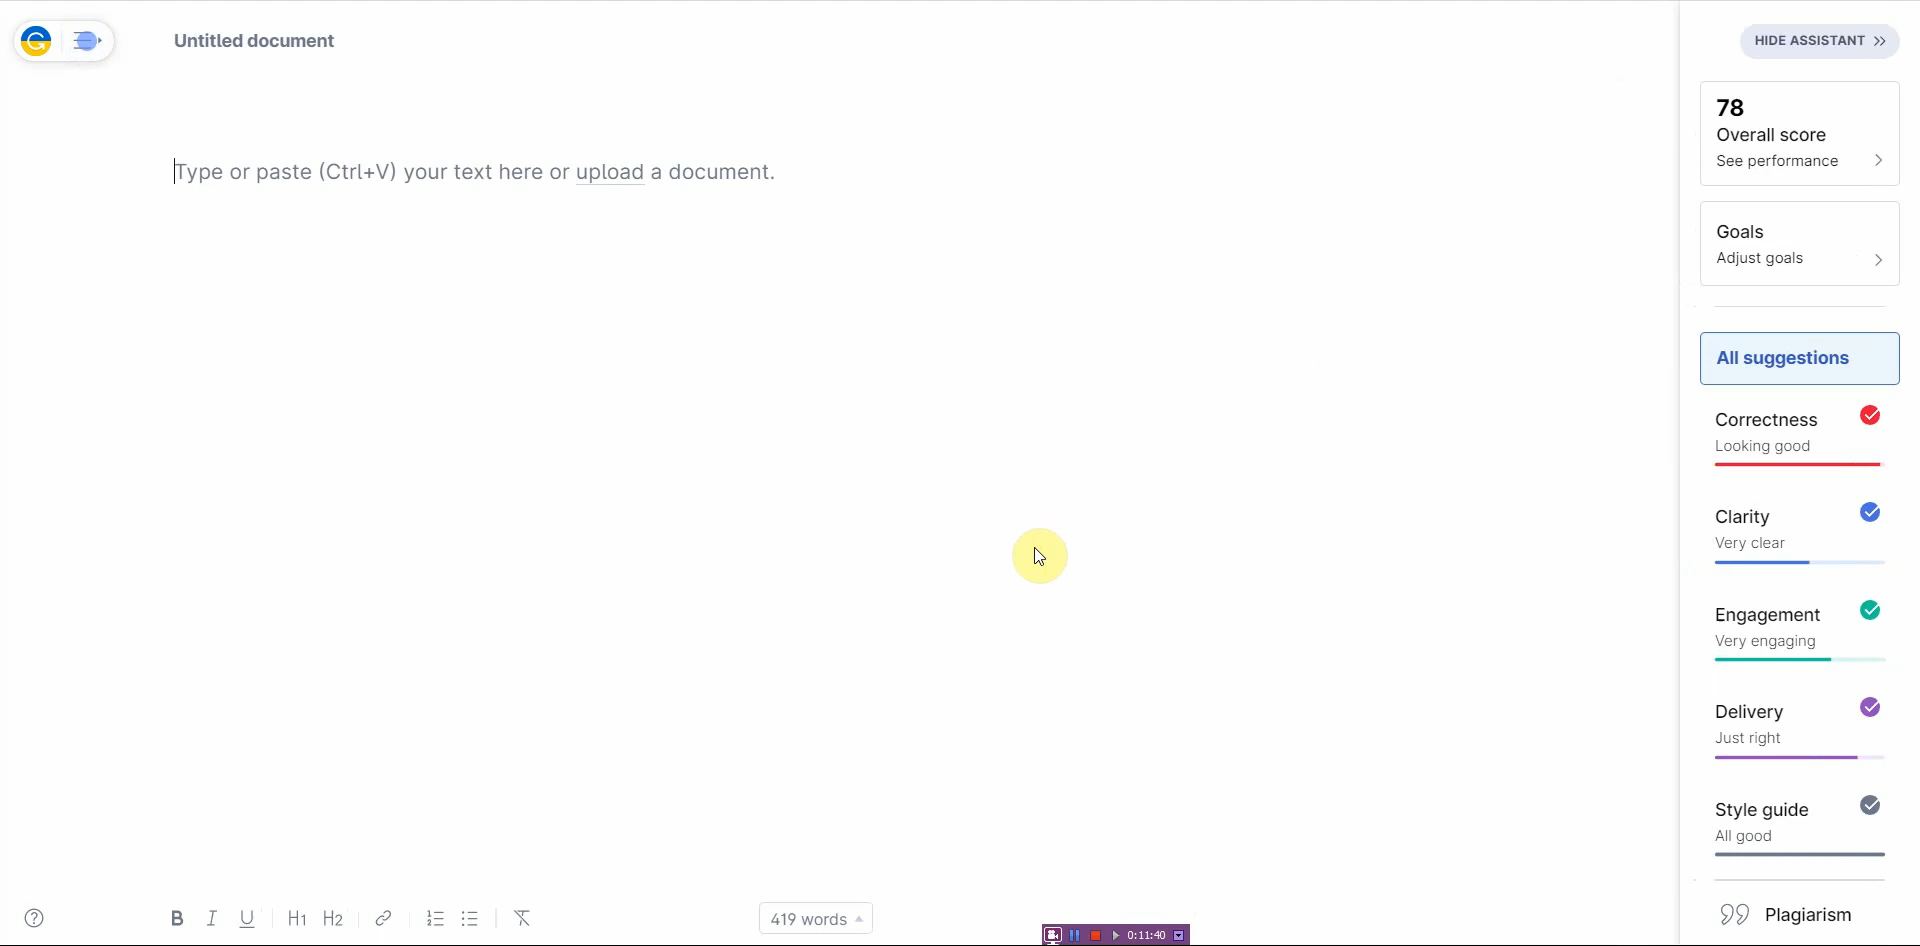 Untitled document
HIDE ASSISTANT
Type or paste (Ctrl+V) your text here or upload a document.
78
Overall score
See performance
Goals
Adjust goals
All suggestions
Correctness
Looking good
Clarity
Very clear
Engagement
Very engaging
Delivery
Just right
Style guide
All good
Plagiarism
B I U H1 H2
419 words
0:11:40